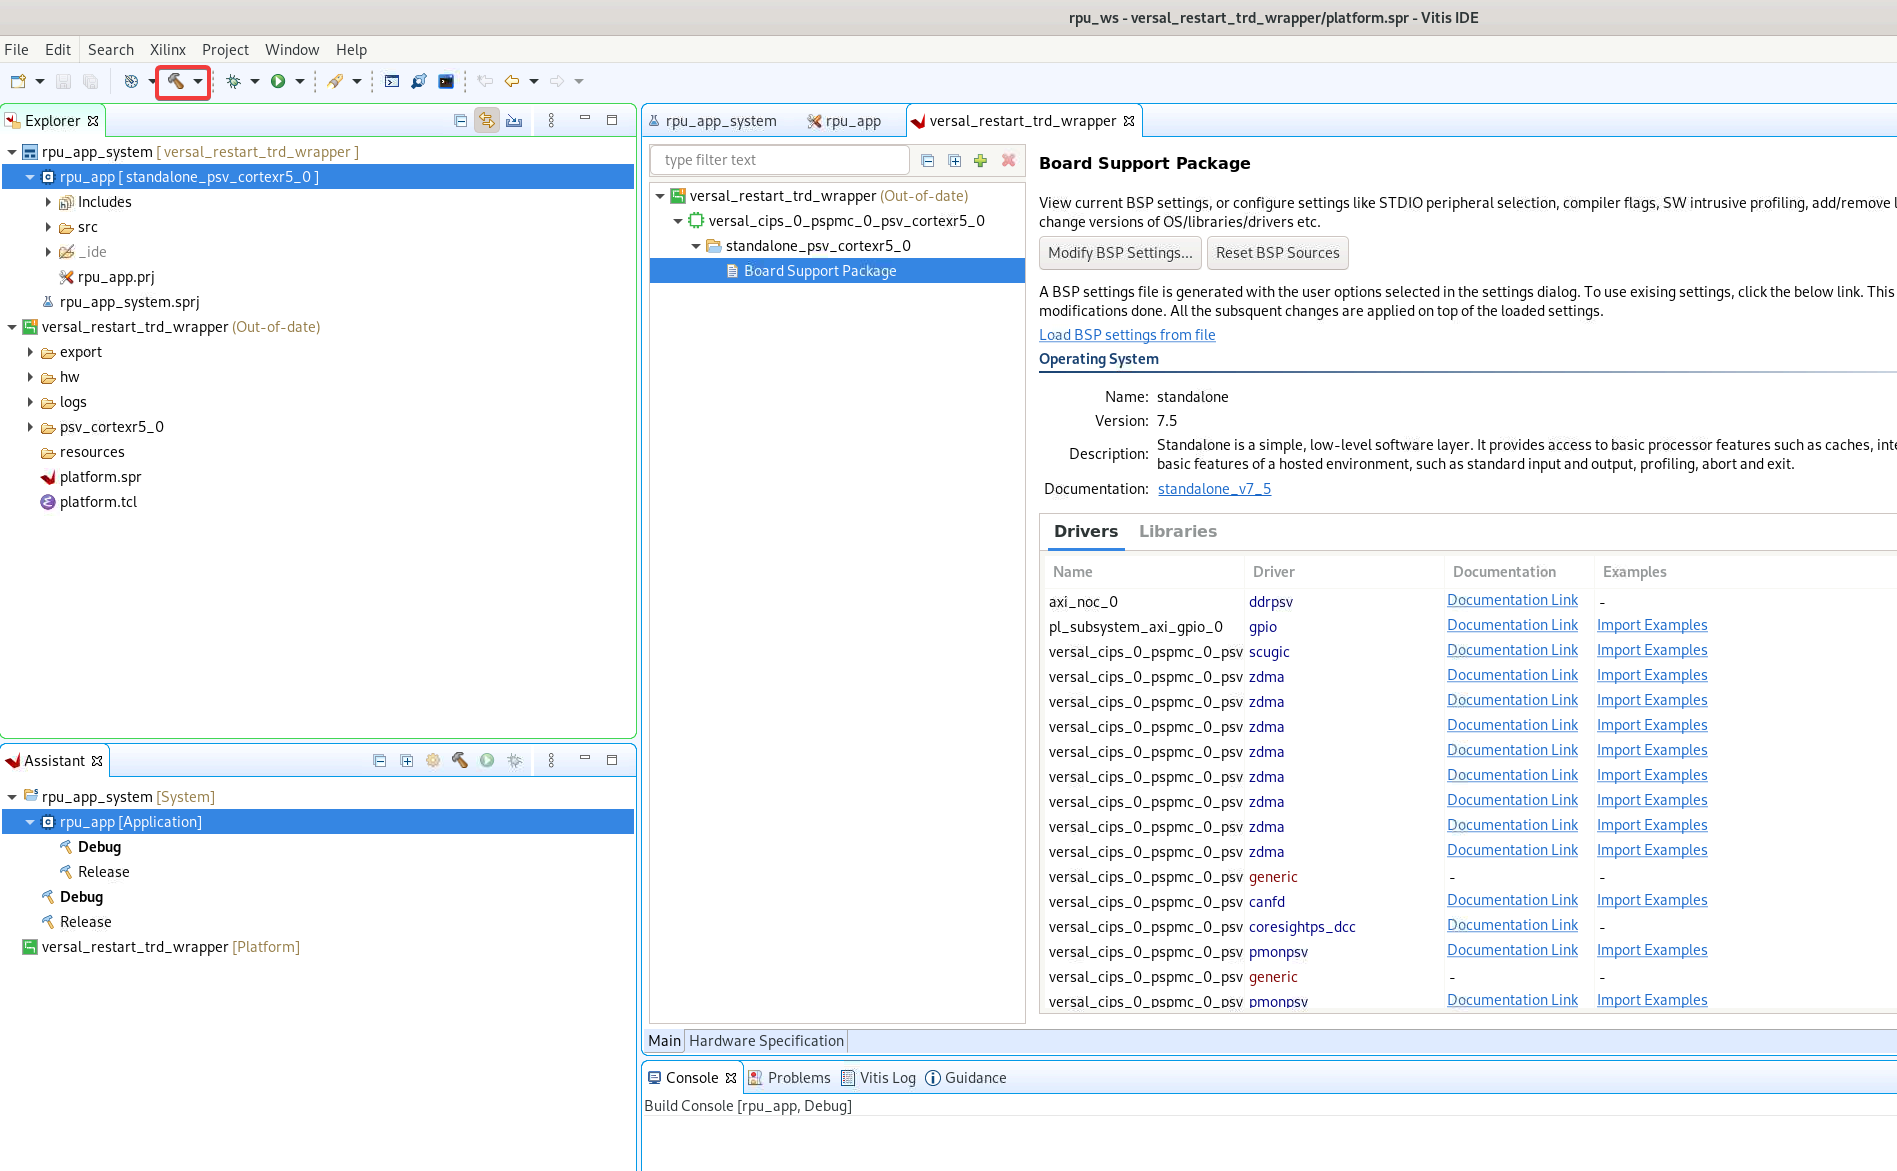 rpu_ws - versal_restart_trd_wrapper/platform.spr - Vitis IDE
File Edit Search Xilinx Project Window Help
Explorer
rpu_app_system [ versal_restart_trd_wrapper ]
rpu_app [ standalone_psv_cortexr5_0 ]
Includes
src
_ide
rpu_app.prj
rpu_app_system.sprj
versal_restart_trd_wrapper (Out-of-date)
export
hw
logs
psv_cortexr5_0
resources
platform.spr
platform.tcl
Assistant
rpu_app_system [System]
rpu_app [Application]
Debug
Release
Debug
Release
versal_restart_trd_wrapper [Platform]
rpu_app_system rpu_app versal_restart_trd_wrapper
type filter text
versal_restart_trd_wrapper (Out-of-date)
versal_cips_0_pspmc_0_psv_cortexr5_0
standalone_psv_cortexr5_0
Board Support Package
Board Support Package
View current BSP settings, or configure settings like STDIO peripheral selection, compiler flags, SW intrusive profiling, add/remove l
change versions of OS/libraries/drivers etc.
Modify BSP Settings... Reset BSP Sources
A BSP settings file is generated with the user options selected in the settings dialog. To use exising settings, click the below link. This
modifications done. All the subsquent changes are applied on top of the loaded settings.
Load BSP settings from file
Operating System
Name: standalone
Version: 7.5
Description: Standalone is a simple, low-level software layer. It provides access to basic processor features such as caches, inte
basic features of a hosted environment, such as standard input and output, profiling, abort and exit.
Documentation: standalone_v7_5
Drivers Libraries
Name Driver Documentation Examples
axi_noc_0 ddrpsv Documentation Link -
pl_subsystem_axi_gpio_0 gpio Documentation Link Import Examples
versal_cips_0_pspmc_0_psv scugic Documentation Link Import Examples
versal_cips_0_pspmc_0_psv zdma Documentation Link Import Examples
versal_cips_0_pspmc_0_psv zdma Documentation Link Import Examples
versal_cips_0_pspmc_0_psv zdma Documentation Link Import Examples
versal_cips_0_pspmc_0_psv zdma Documentation Link Import Examples
versal_cips_0_pspmc_0_psv zdma Documentation Link Import Examples
versal_cips_0_pspmc_0_psv zdma Documentation Link Import Examples
versal_cips_0_pspmc_0_psv zdma Documentation Link Import Examples
versal_cips_0_pspmc_0_psv zdma Documentation Link Import Examples
versal_cips_0_pspmc_0_psv generic - -
versal_cips_0_pspmc_0_psv canfd Documentation Link Import Examples
versal_cips_0_pspmc_0_psv coresightps_dcc Documentation Link -
versal_cips_0_pspmc_0_psv pmonpsv Documentation Link Import Examples
versal_cips_0_pspmc_0_psv generic - -
versal_cips_0_pspmc_0_psv pmonpsv Documentation Link Import Examples
Main Hardware Specification
Console Problems Vitis Log Guidance
Build Console [rpu_app, Debug]